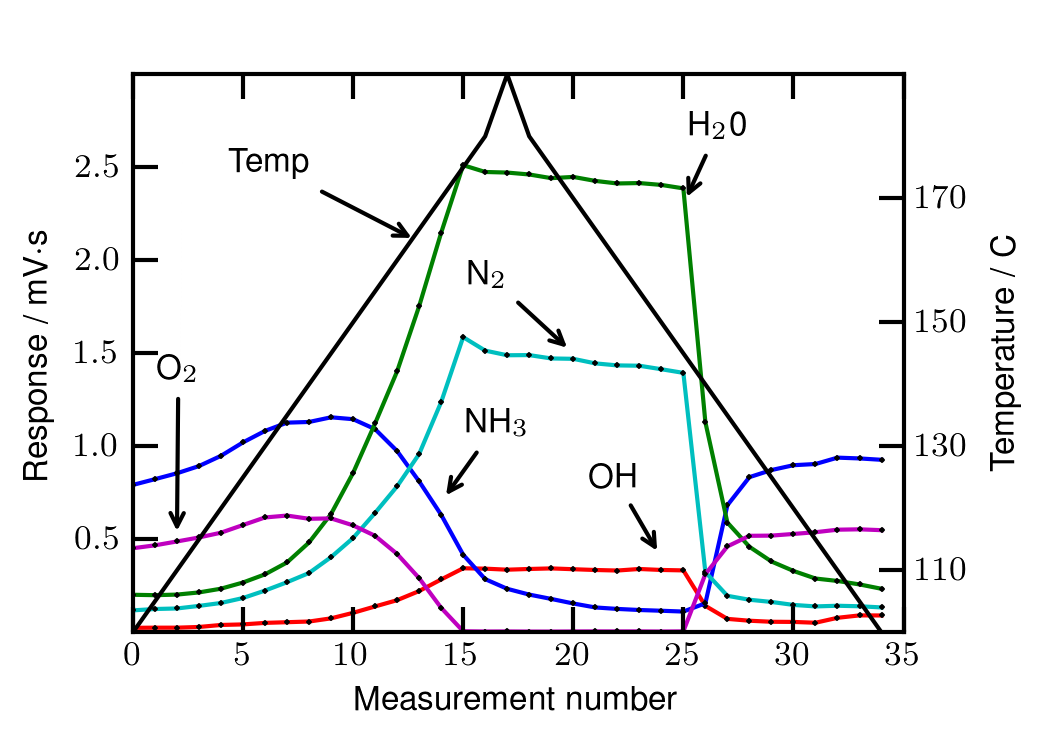 H₂0
Temp
2.5
170
2.0
N₂
150
1.5
O₂
NH₃
1.0
130
OH
0.5
110
0 5 10 15 20 25 30 35
Measurement number
Response / mV·s
Temperature / C